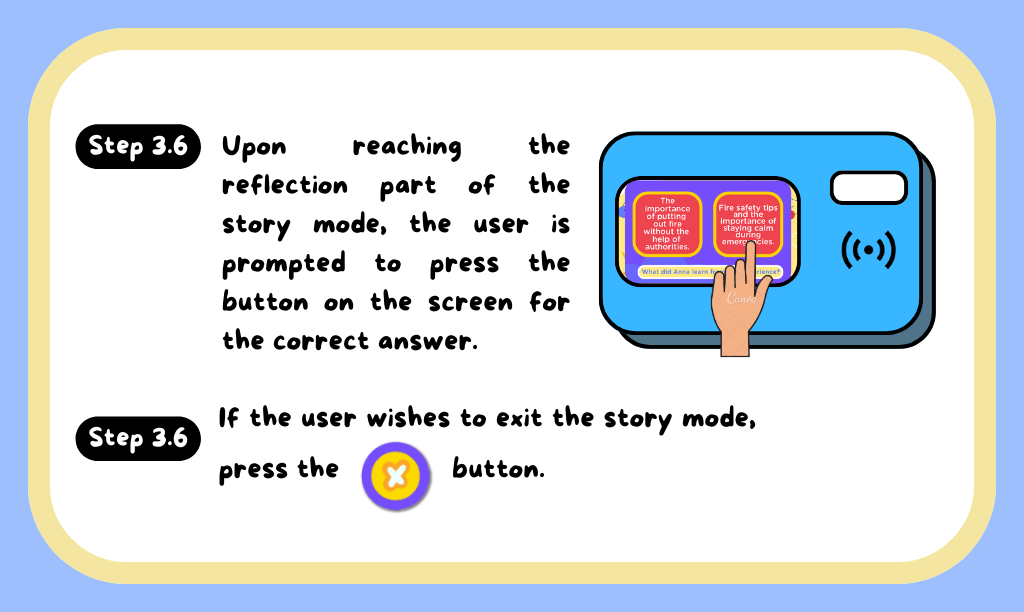 Step 3.6
Upon reaching the
reflection part of the
story mode, the user is
prompted to press the
button on the screen for
the correct answer.
The
importance
of putting
out fire
without the
help of
authorities.
Fire safety tips
and the
importance of
staying calm
during
emergencies.
What did Anna learn
Canva
Step 3.6
If the user wishes to exit the story mode,
press the button.